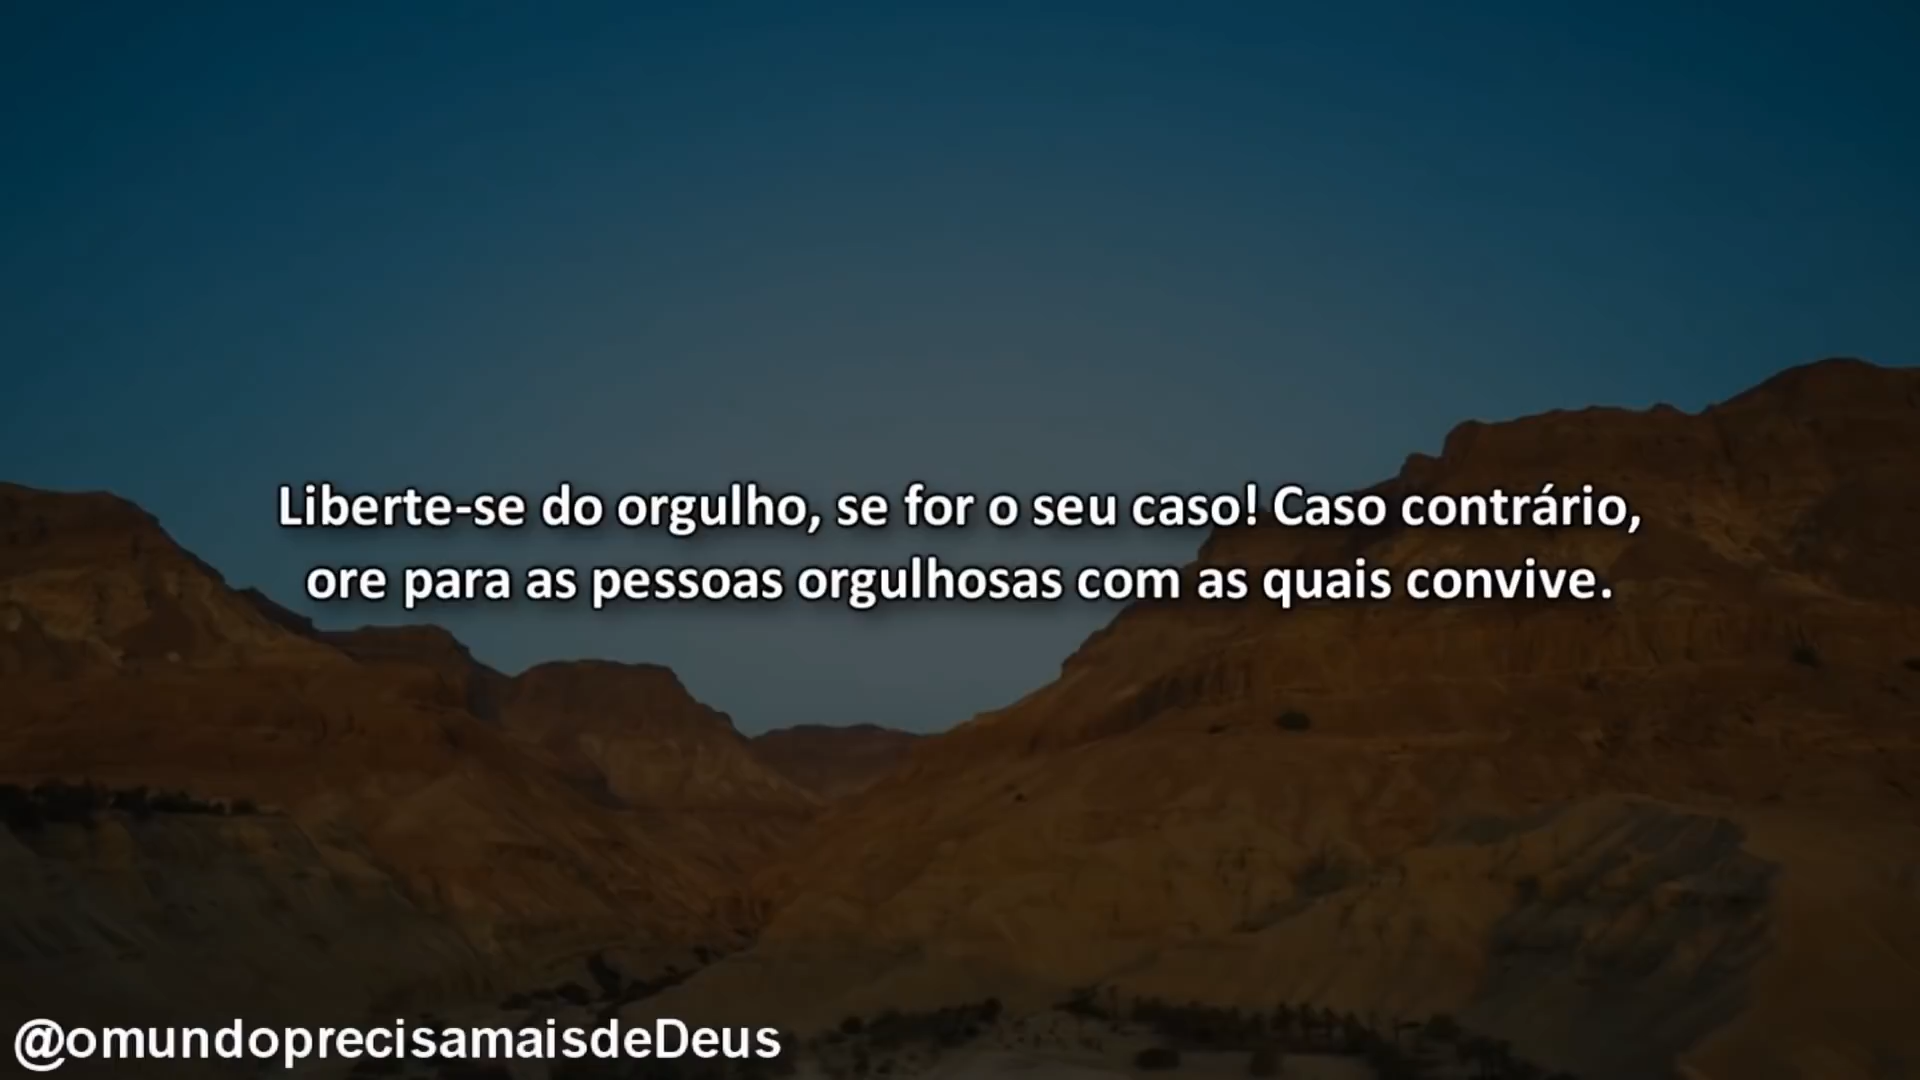 Liberte-se do orgulho, se for o seu caso! Caso contrário,
ore para as pessoas orgulhosas com as quais convive.
@omundoprecisamaisdeDeus